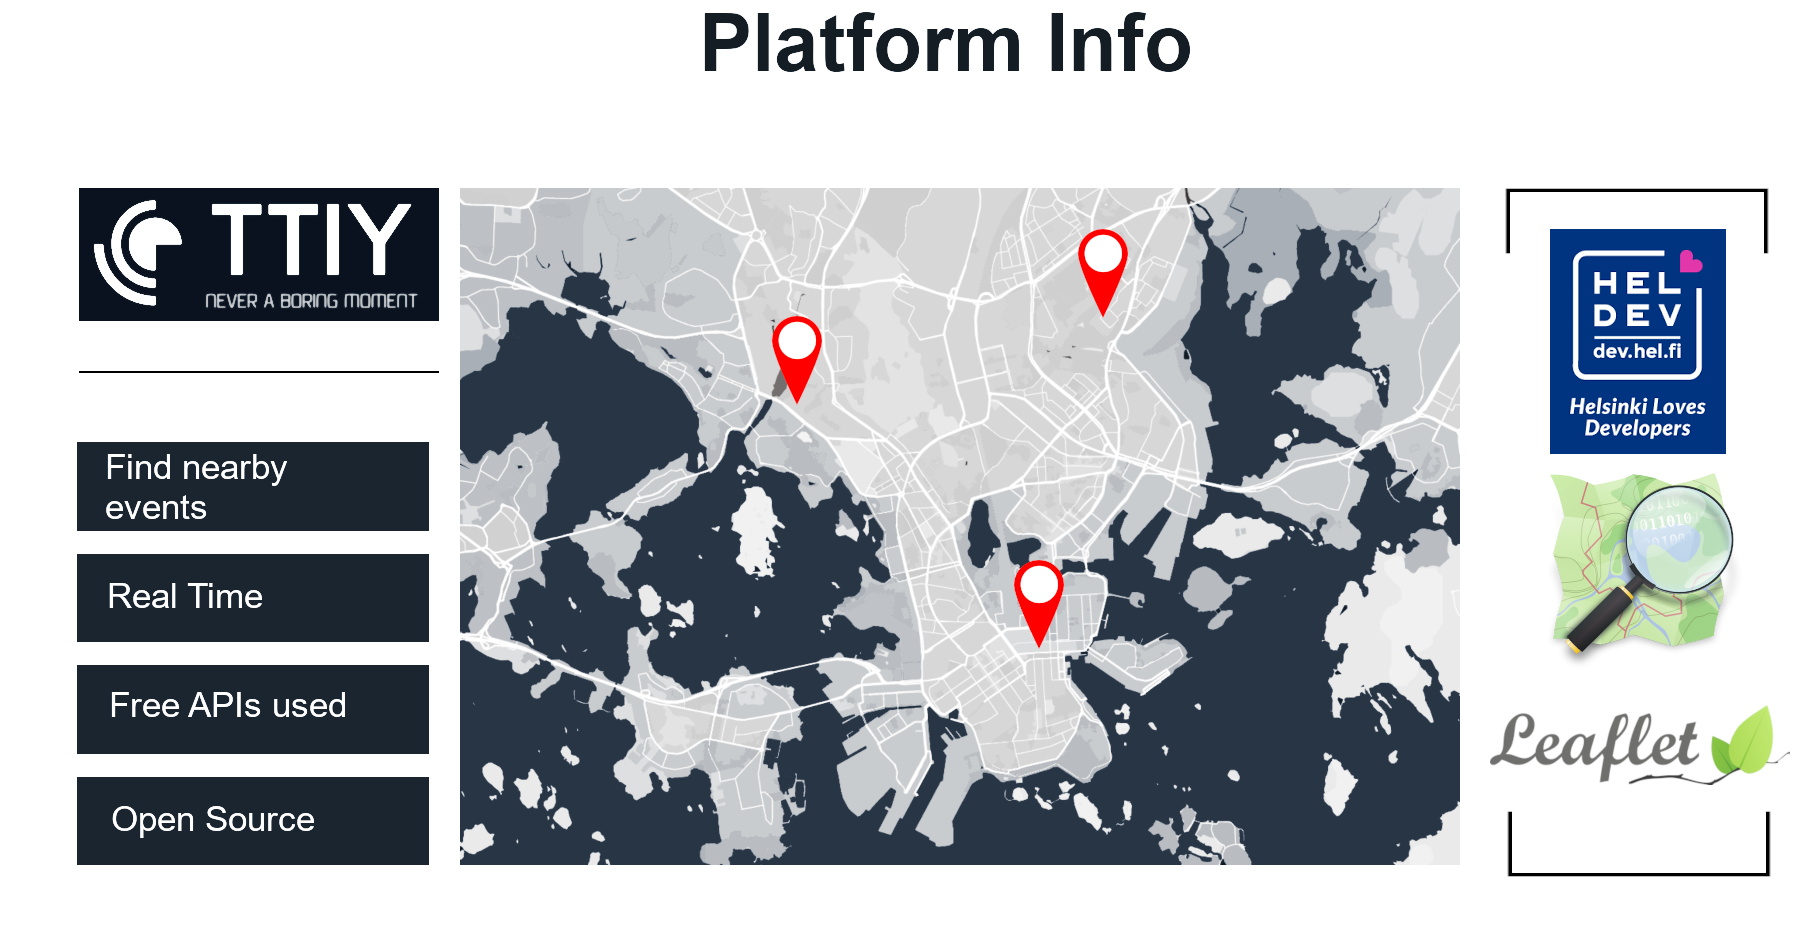 Platform Info
TTIY
NEVER A BORING MOMENT
Find nearby
events
Real Time
Free APIs used
Open Source
HEL
DEV
dev.hel.fi
Helsinki Loves
Developers
011010
Leaflet